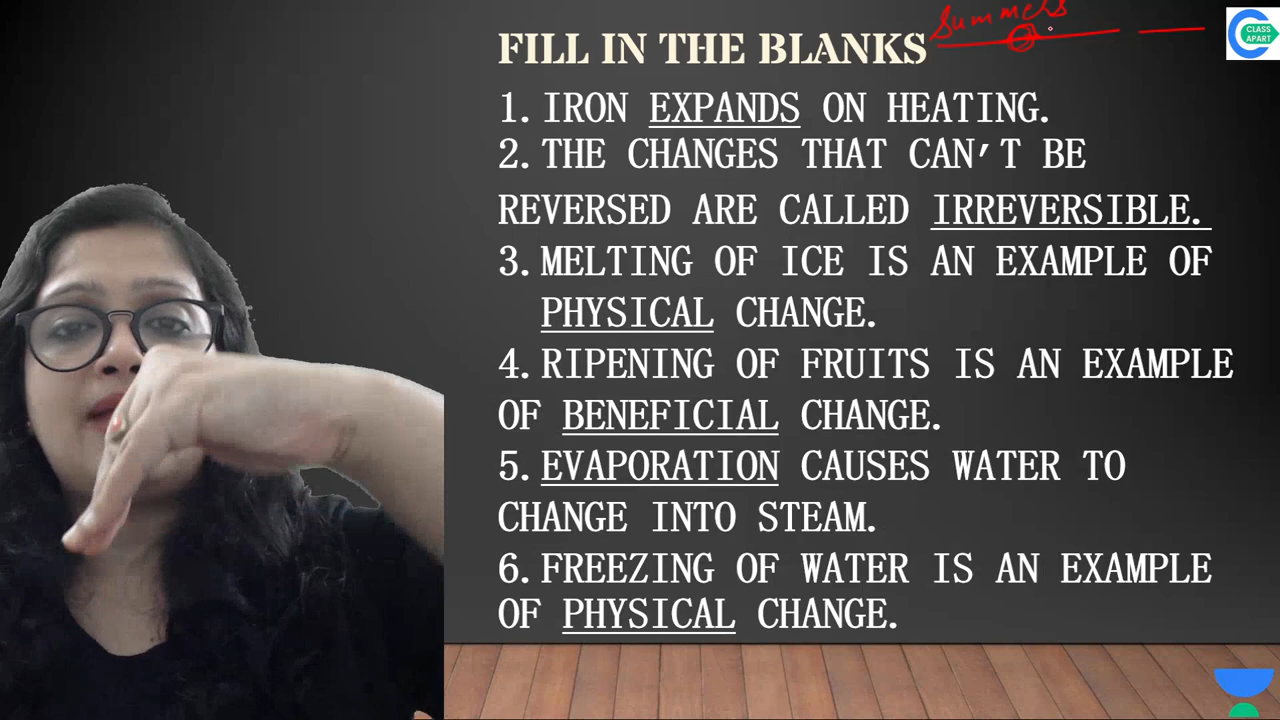 Summers
CLASS
APART
FILL IN THE BLANKS
1. IRON EXPANDS ON HEATING.
2. THE CHANGES THAT CAN'T BE
REVERSED ARE CALLED IRREVERSIBLE.
3. MELTING OF ICE IS AN EXAMPLE OF
PHYSICAL CHANGE.
4. RIPENING OF FRUITS IS AN EXAMPLE
OF BENEFICIAL CHANGE.
5. EVAPORATION CAUSES WATER TO
CHANGE INTO STEAM.
6. FREEZING OF WATER IS AN EXAMPLE
OF PHYSICAL CHANGE.